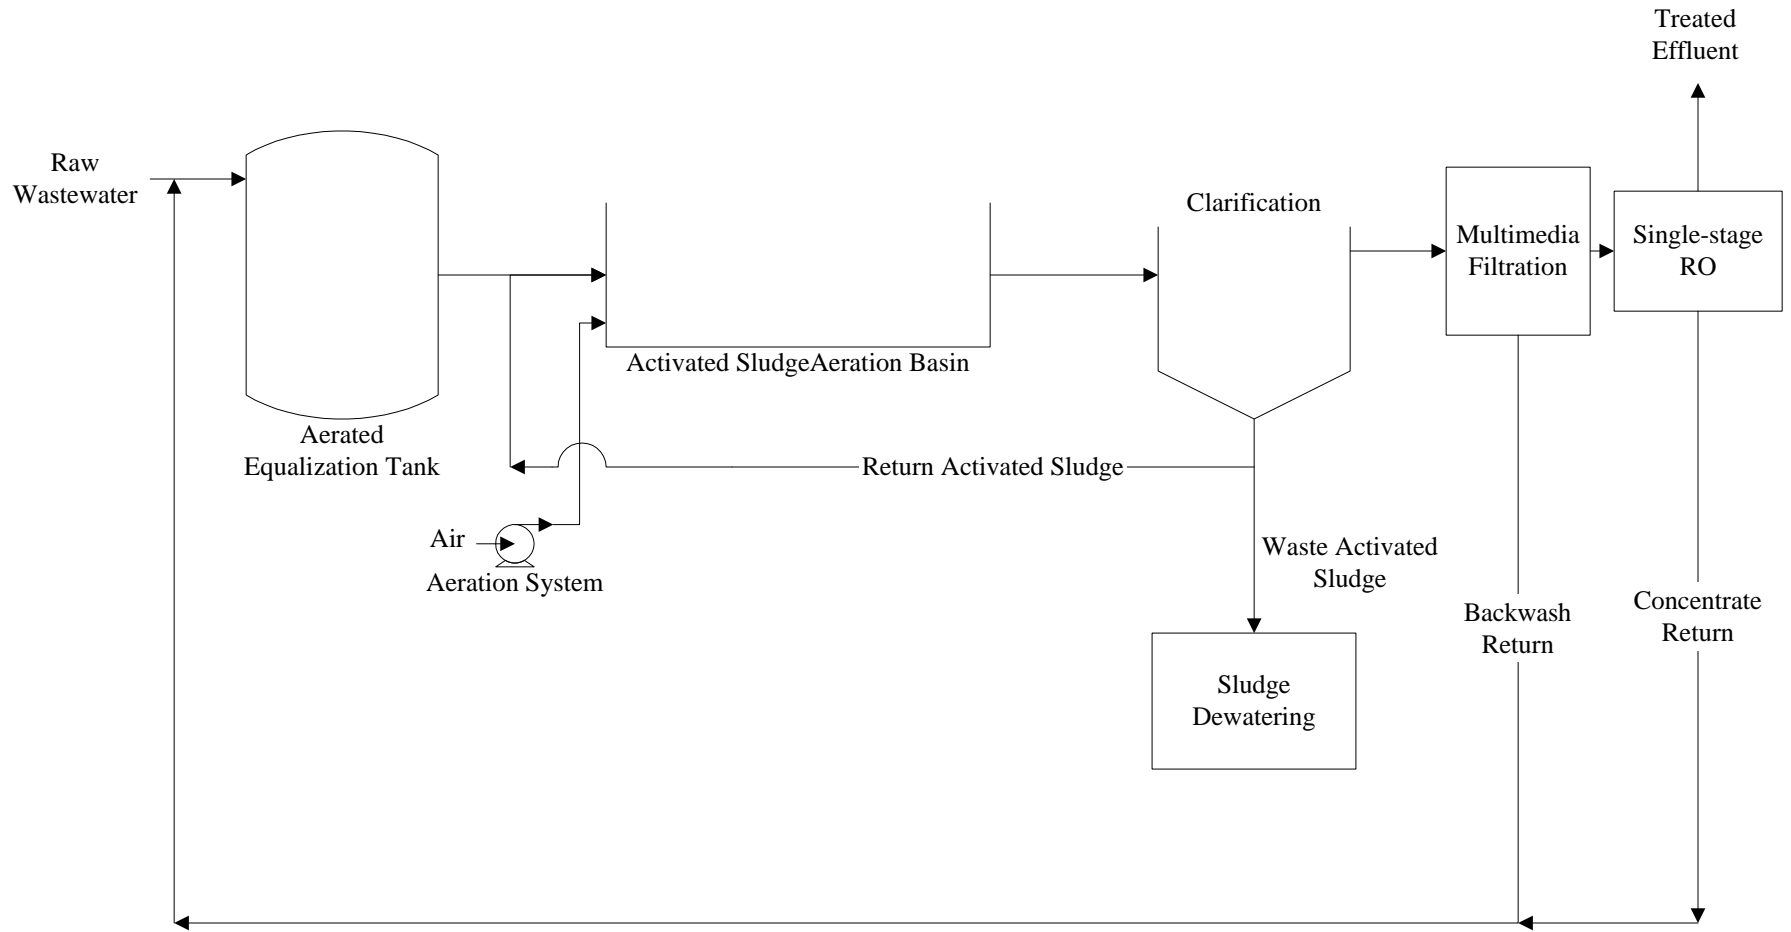 Treated
Effluent
Raw
Wastewater
Clarification
Multimedia
Filtration
Single-stage
RO
Activated SludgeAeration Basin
Aerated
Equalization Tank
Return Activated Sludge
Air
Aeration System
Waste Activated
Sludge
Backwash
Return
Concentrate
Return
Sludge
Dewatering